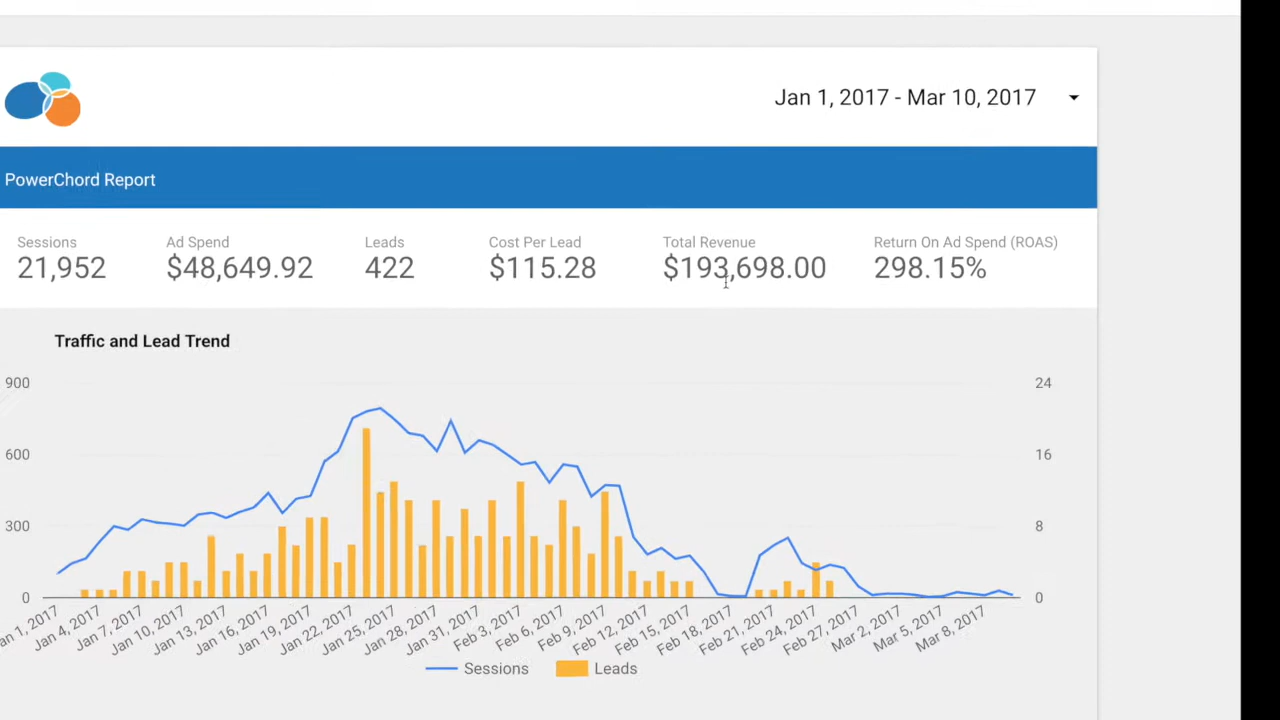 Jan 1, 2017 - Mar 10, 2017
PowerChord Report
Sessions Ad Spend Leads Cost Per Lead Total Revenue Return On Ad Spend (ROAS)
21,952 $48,649.92 422 $115.28 $193,698.00 298.15%
Traffic and Lead Trend
900 24
600 16
300 8
0 0
an 1, 2017 Jan 4, 2017 Jan 7, 2017 Jan 10, 2017 Jan 13, 2017 Jan 16, 2017 Jan 19, 2017 Jan 22, 2017 Jan 25, 2017 Jan 28, 2017 Jan 31, 2017 Feb 3, 2017 Feb 6, 2017 Feb 9, 2017 Feb 12, 2017 Feb 15, 2017 Feb 18, 2017 Feb 21, 2017 Feb 24, 2017 Feb 27, 2017 Mar 2, 2017 Mar 5, 2017 Mar 8, 2017
Sessions Leads